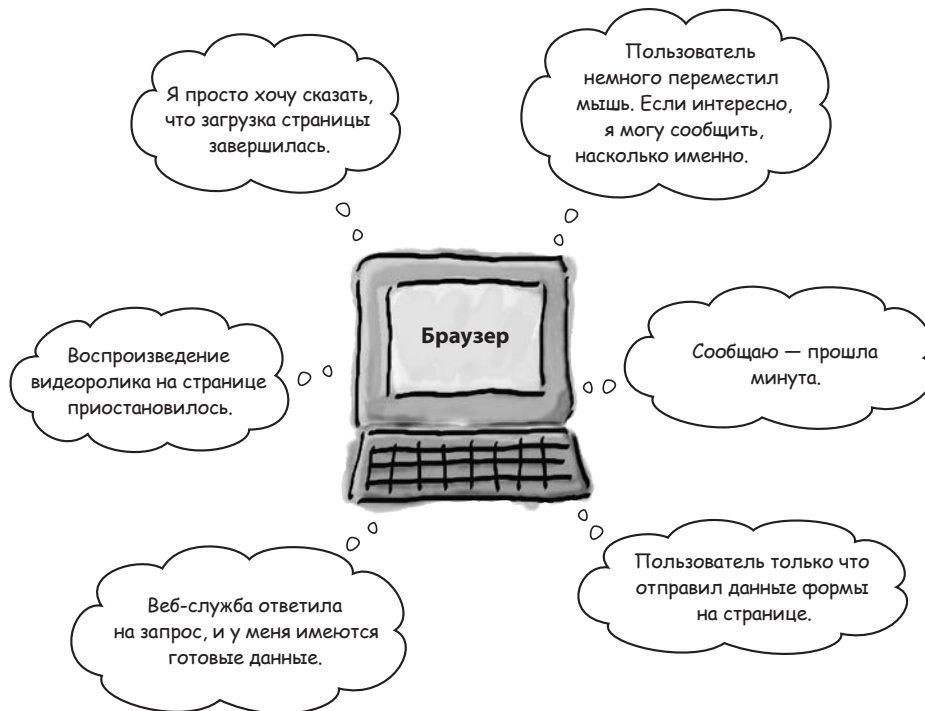 Я просто хочу сказать,
что загрузка страницы
завершилась.
Пользователь
немного переместил
мышь. Если интересно,
я могу сообщить,
насколько именно.
Браузер
Воспроизведение
видеоролика на странице
приостановилось.
Сообщаю — прошла
минута.
Веб-служба ответила
на запрос, и у меня имеются
готовые данные.
Пользователь только что
отправил данные формы
на странице.